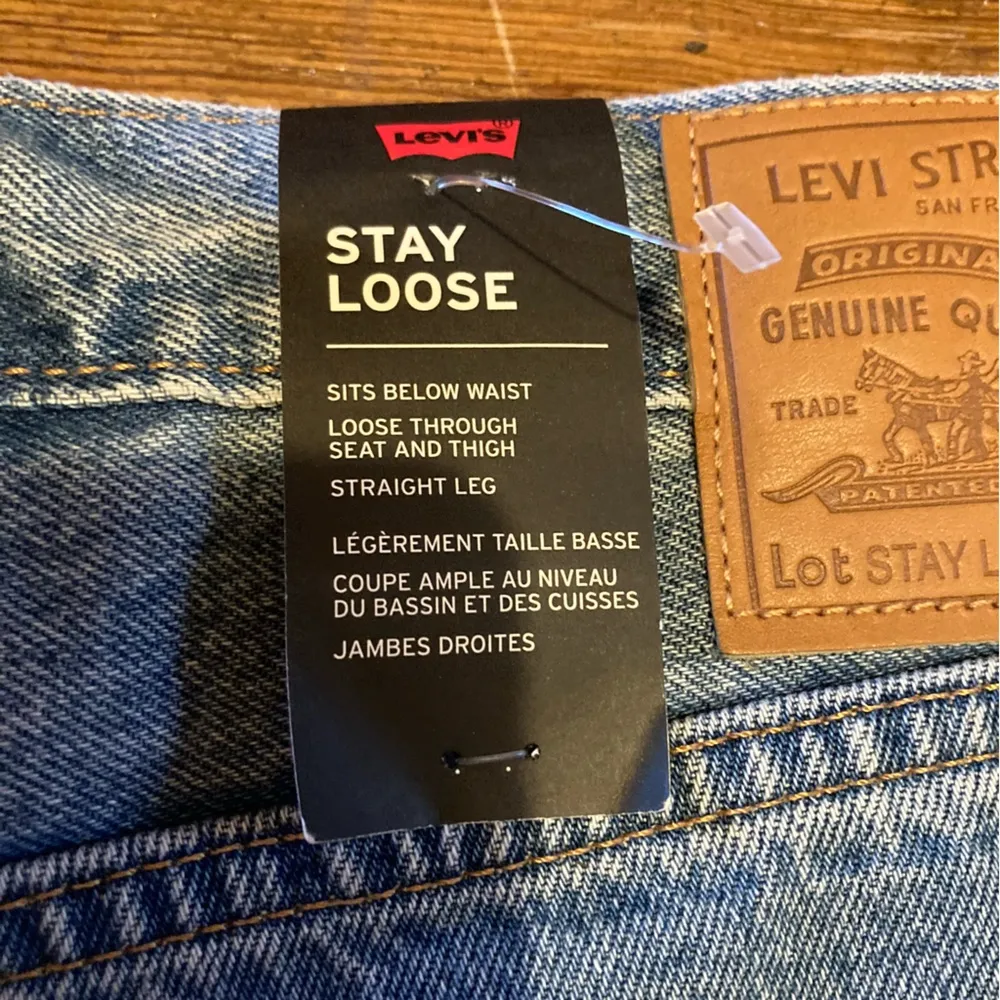 Levi's
STAY
LOOSE
SITS BELOW WAIST
LOOSE THROUGH
SEAT AND THIGH
STRAIGHT LEG
LÉGÈREMENT TAILLE BASSE
COUPE AMPLE AU NIVEAU
DU BASSIN ET DES CUISSES
JAMBES DROITES
LEVI STR
SAN FR
ORIGINA
GENUINE QU
TRADE
PATENTED
Lot STAY L